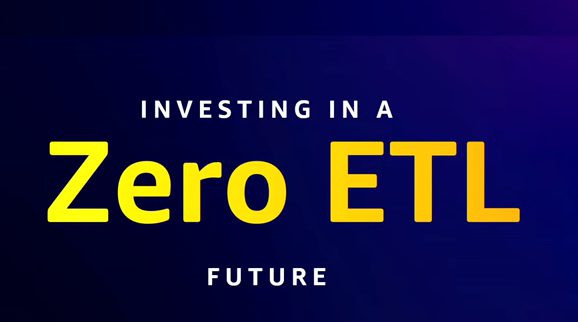 INVESTING IN A
Zero ETL
FUTURE